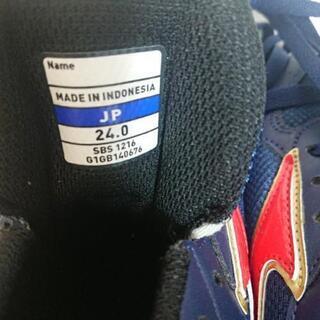 Name
MADE IN INDONESIA
JP
24.0
SBS 1216
G1GB140676